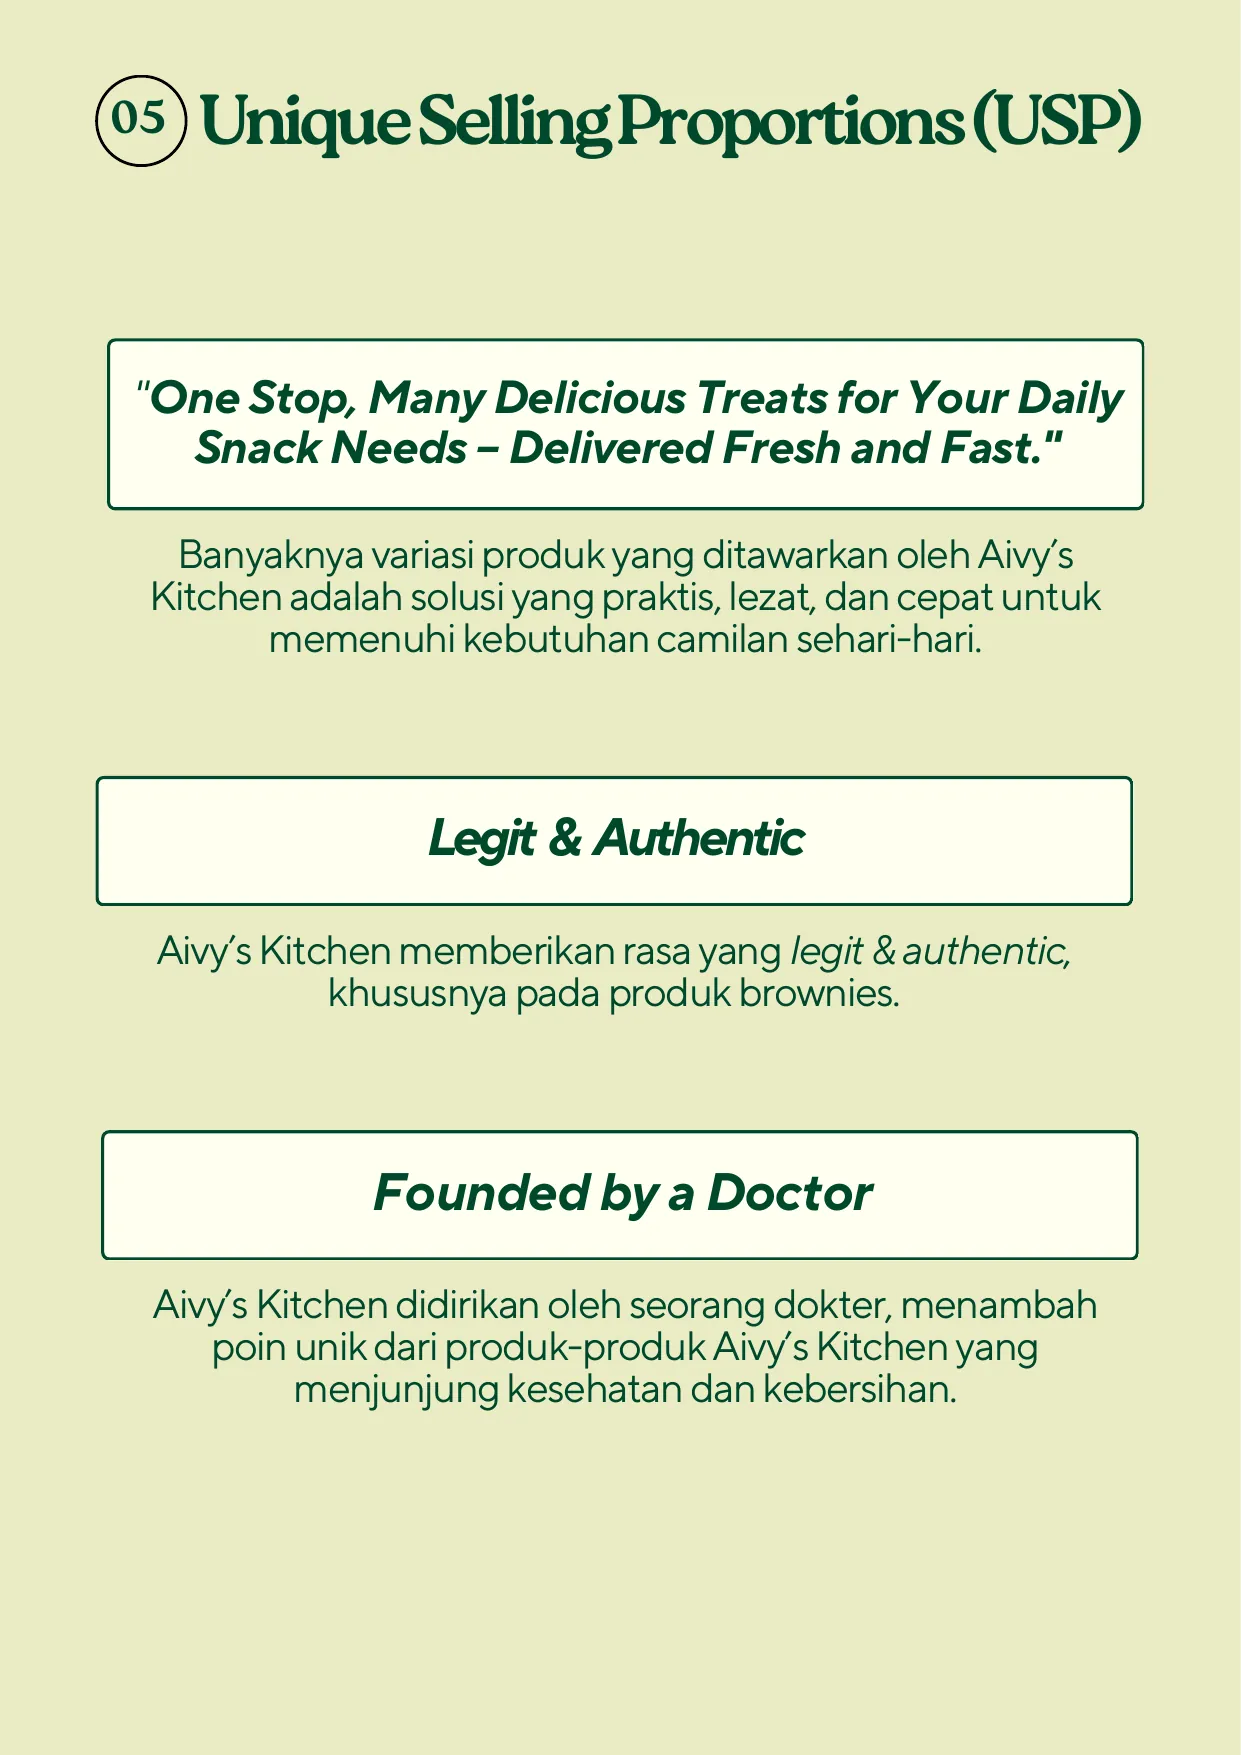 05 Unique Selling Proportions (USP)
"One Stop, Many Delicious Treats for Your Daily
Snack Needs – Delivered Fresh and Fast."
Banyaknya variasi produk yang ditawarkan oleh Aivy’s
Kitchen adalah solusi yang praktis, lezat, dan cepat untuk
memenuhi kebutuhan camilan sehari-hari.
Legit & Authentic
Aivy’s Kitchen memberikan rasa yang legit & authentic,
khususnya pada produk brownies.
Founded by a Doctor
Aivy’s Kitchen didirikan oleh seorang dokter, menambah
poin unik dari produk-produk Aivy’s Kitchen yang
menjunjung kesehatan dan kebersihan.